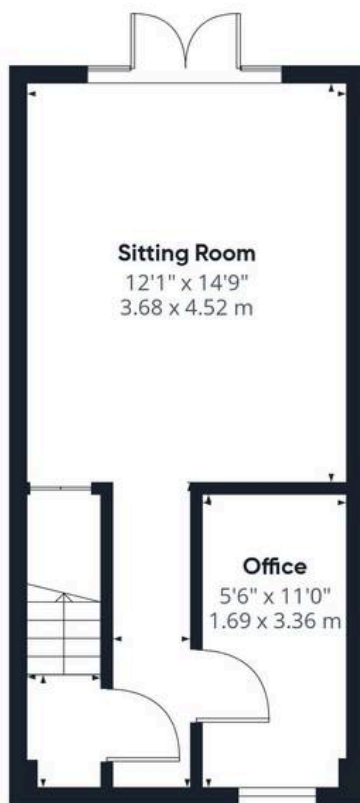 Sitting Room
12'1" x 14'9"
3.68 x 4.52 m
Office
5'6" x 11'0"
1.69 x 3.36 m